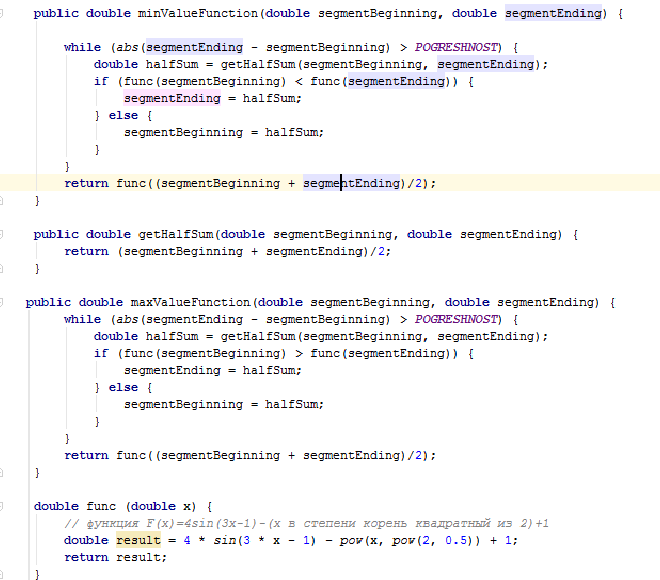 public double minValueFunction(double segmentBeginning, double segmentEnding) {
while (abs(segmentEnding - segmentBeginning) > POGRESHNOST) {
double halfSum = getHalfSum(segmentBeginning, segmentEnding);
if (func(segmentBeginning) < func(segmentEnding)) {
segmentEnding = halfSum;
} else {
segmentBeginning = halfSum;
}
}
return func((segmentBeginning + segmentEnding)/2);
}
public double getHalfSum(double segmentBeginning, double segmentEnding) {
return (segmentBeginning + segmentEnding)/2;
}
public double maxValueFunction(double segmentBeginning, double segmentEnding) {
while (abs(segmentEnding - segmentBeginning) > POGRESHNOST) {
double halfSum = getHalfSum(segmentBeginning, segmentEnding);
if (func(segmentBeginning) > func(segmentEnding)) {
segmentEnding = halfSum;
} else {
segmentBeginning = halfSum;
}
}
return func((segmentBeginning + segmentEnding)/2);
}
double func (double x) {
// функция F(x)=4sin(3x-1)-(x в степени корень квадратный из 2)+1
double result = 4 * sin(3 * x - 1) - pow(x, pow(2, 0.5)) + 1;
return result;
}